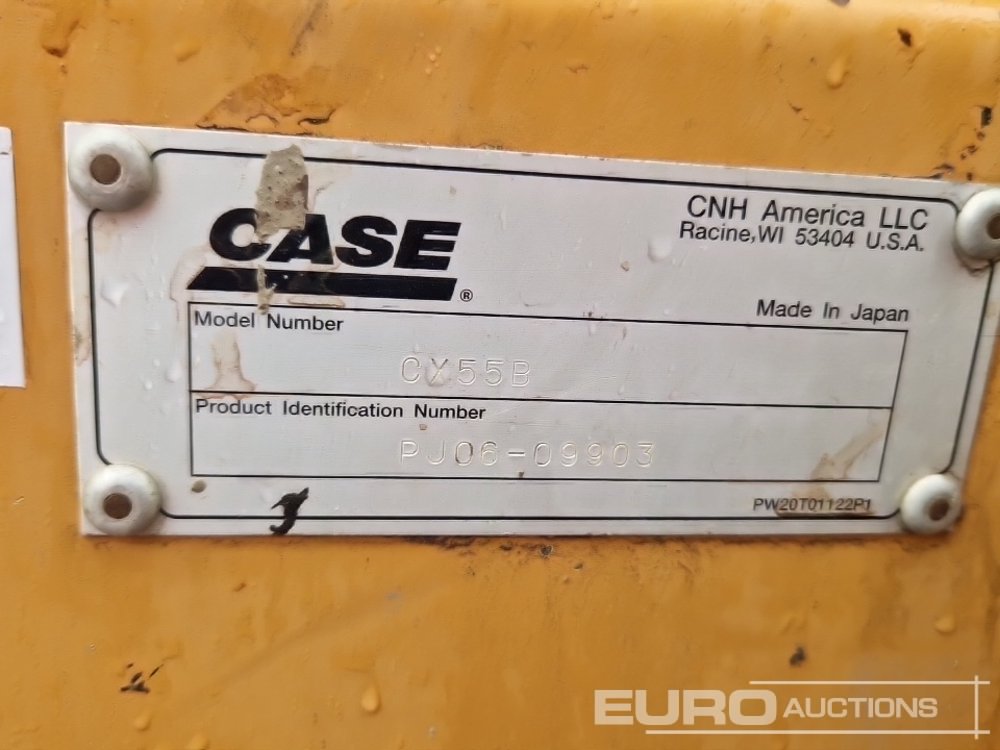 CASE®
CNH America LLC
Racine, WI 53404 U.S.A.
Made In Japan
Model Number
CX55B
Product Identification Number
PJ06-09903
PW20T01122P1
EURO AUCTIONS